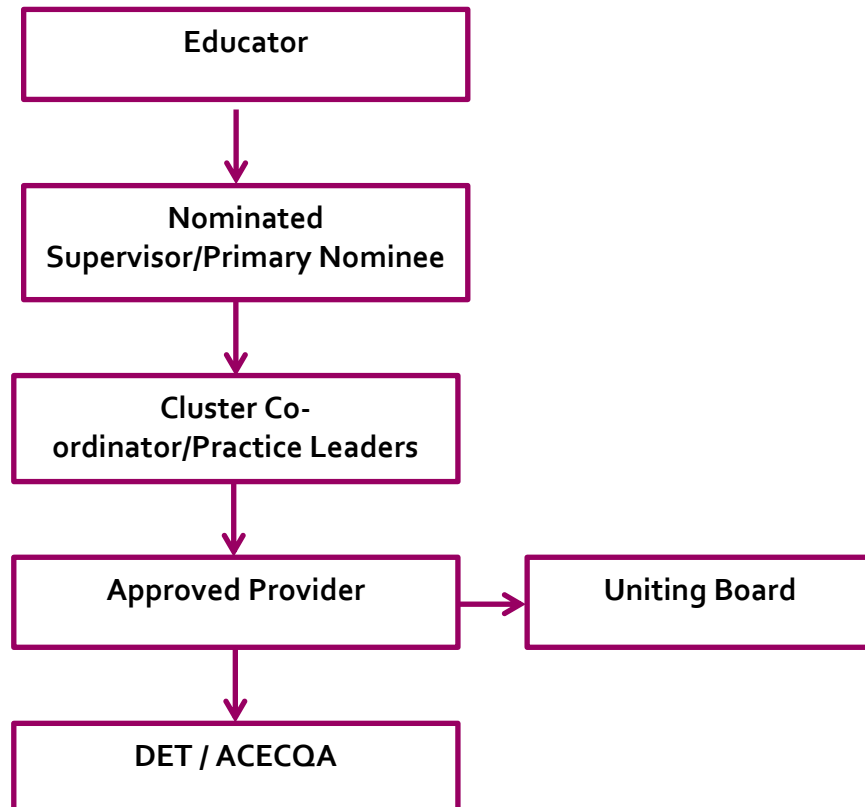 Educator
Nominated
Supervisor/Primary Nominee
Cluster Co-
ordinator/Practice Leaders
Approved Provider
Uniting Board
DET / ACECQA